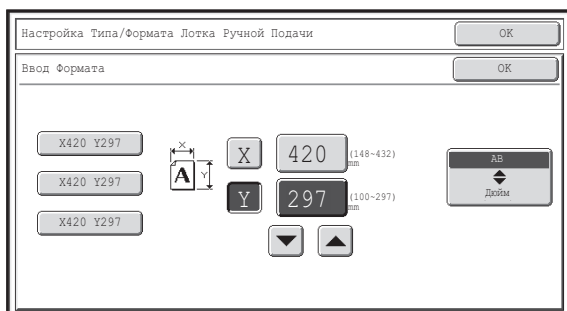 Настройка Типа/Формата Лотка Ручной Подачи OK
Ввод Формата OK
X420 Y297
X420 Y297
X420 Y297
X
A Y
X 420 (148~432) mm
Y 297 (100~297) mm
AB
Дюйм